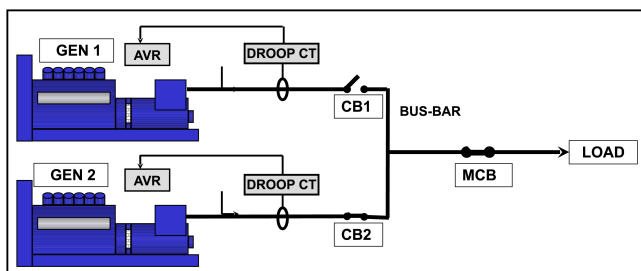 GEN 1
AVR
DROOP CT
CB1
BUS-BAR
MCB
LOAD
GEN 2
AVR
DROOP CT
CB2